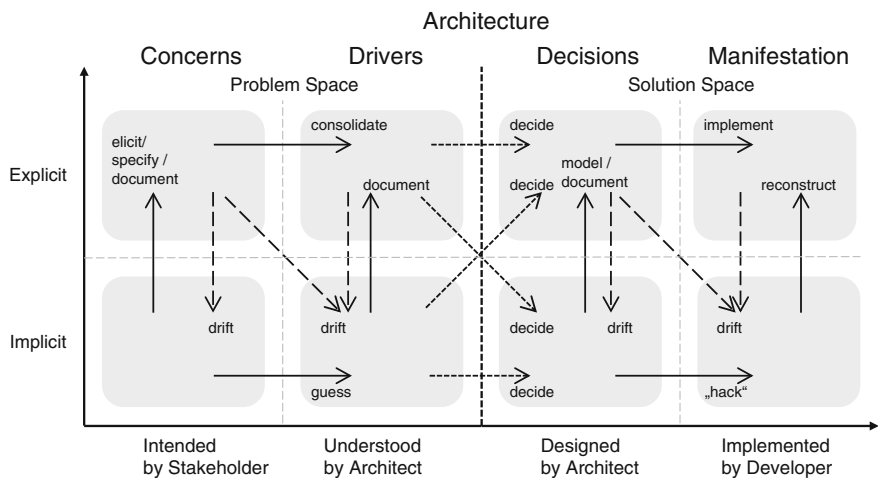 Architecture
Concerns Drivers Decisions Manifestation
Problem Space Solution Space
Explicit
elicit/
specify /
document
consolidate
document
decide
decide
model /
document
implement
reconstruct
Implicit
drift
drift
guess
decide
drift
decide
drift
„hack“
Intended
by Stakeholder
Understood
by Architect
Designed
by Architect
Implemented
by Developer